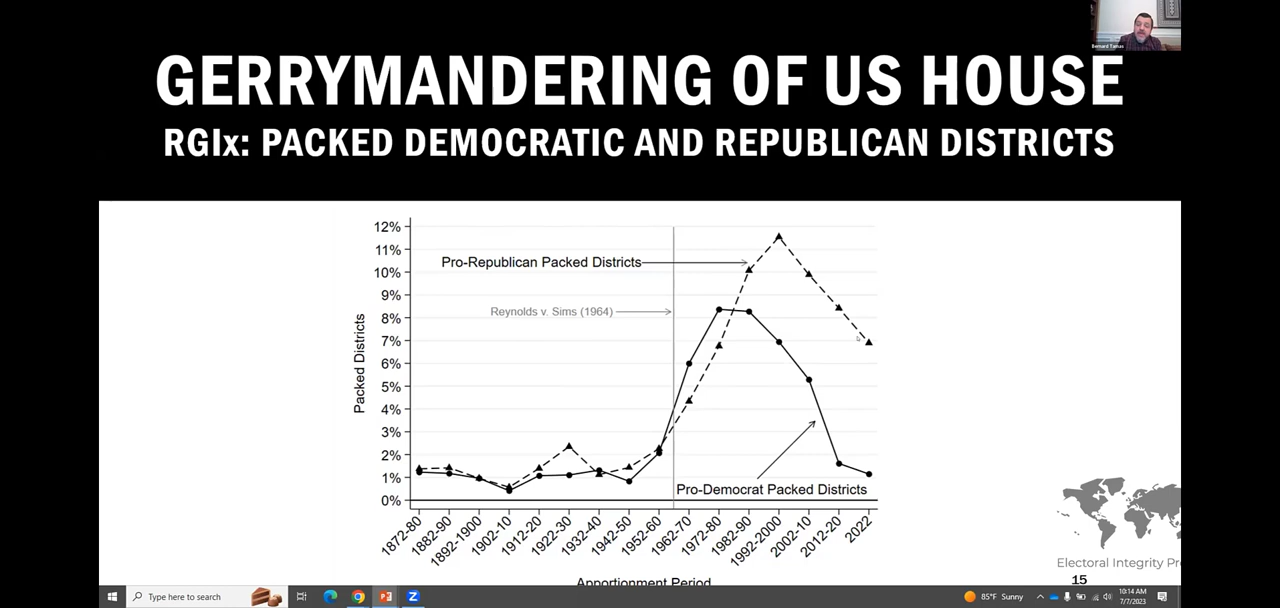 Bernard Tamas
GERRYMANDERING OF US HOUSE
RGIx: PACKED DEMOCRATIC AND REPUBLICAN DISTRICTS
12%
11%
10%
9%
8%
7%
6%
5%
4%
3%
2%
1%
0%
Packed Districts
Pro-Republican Packed Districts
Reynolds v. Sims (1964)
Pro-Democrat Packed Districts
1872-80
1882-90
1892-1900
1902-10
1912-20
1922-30
1932-40
1942-50
1952-60
1962-70
1972-80
1982-90
1992-2000
2002-10
2012-20
2022
Apportionment Period
Electoral Integrity Pr
15
Type here to search
85°F Sunny
10:14 AM
7/7/2023